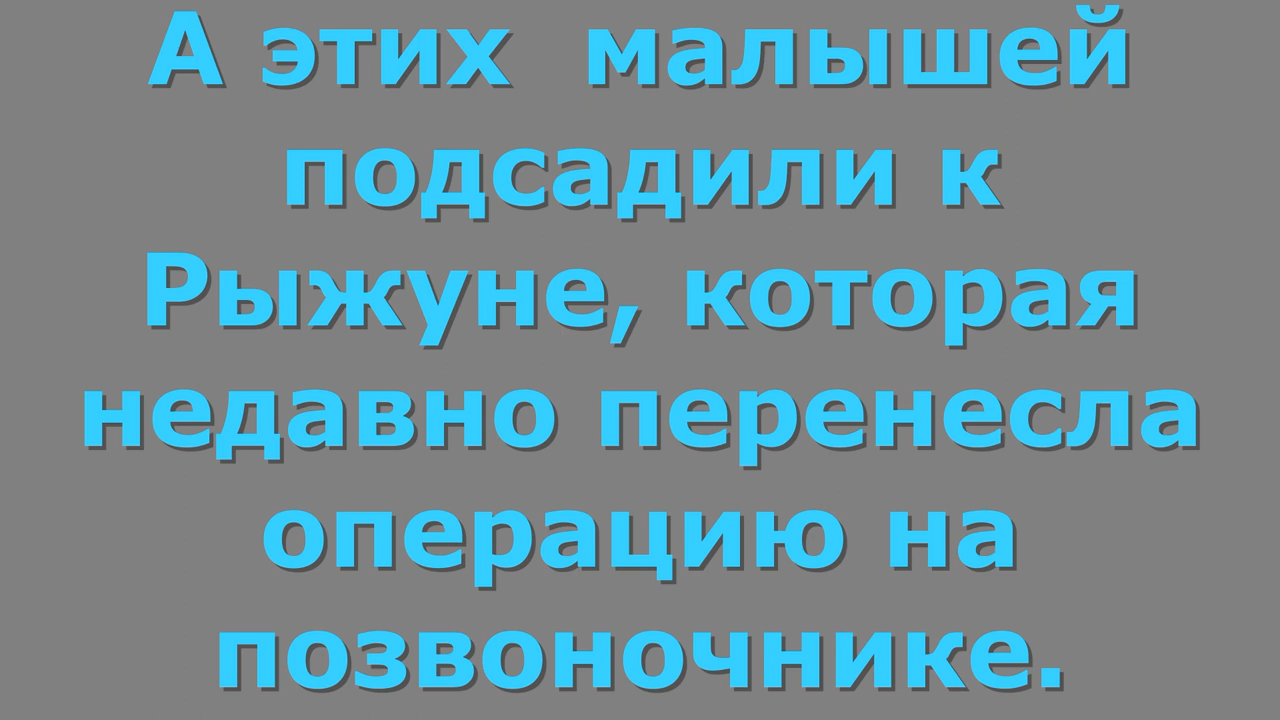 А этих  малышей
подсадили к
Рыжуне, которая
недавно перенесла
операцию на
позвоночнике.